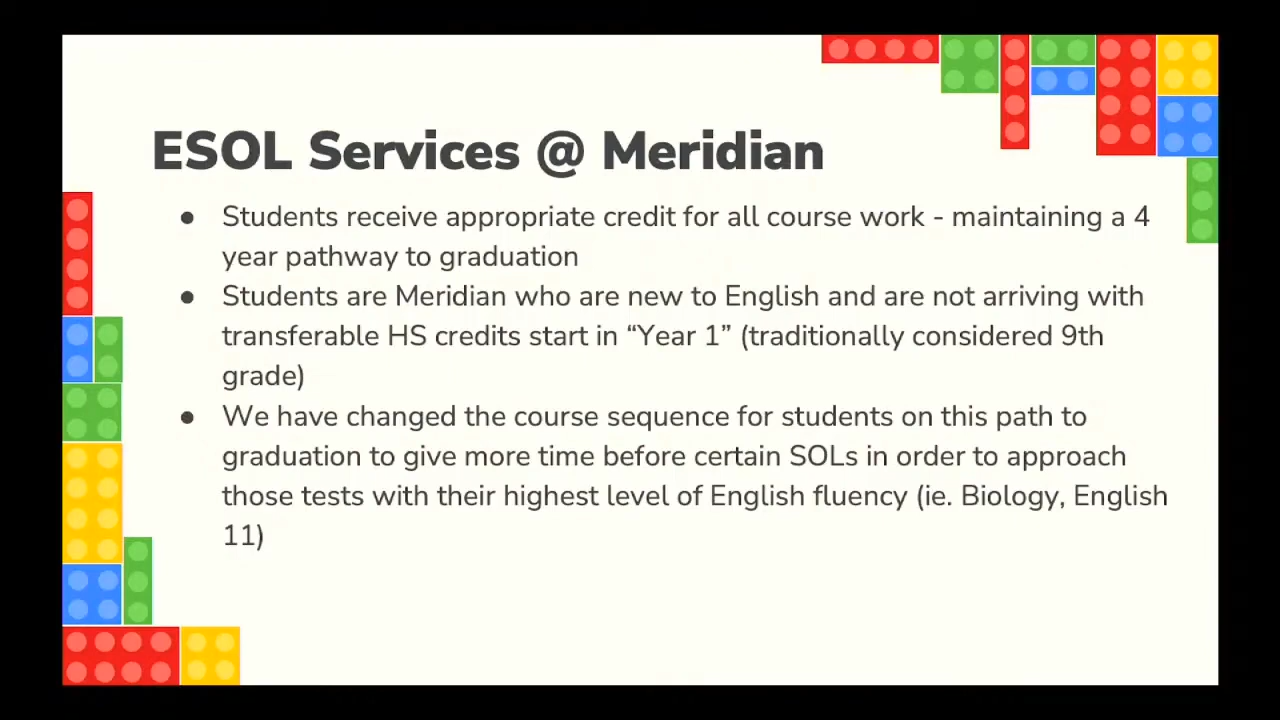 ESOL Services @ Meridian
● Students receive appropriate credit for all course work - maintaining a 4
year pathway to graduation
● Students are Meridian who are new to English and are not arriving with
transferable HS credits start in “Year 1” (traditionally considered 9th
grade)
● We have changed the course sequence for students on this path to
graduation to give more time before certain SOLs in order to approach
those tests with their highest level of English fluency (ie. Biology, English
11)